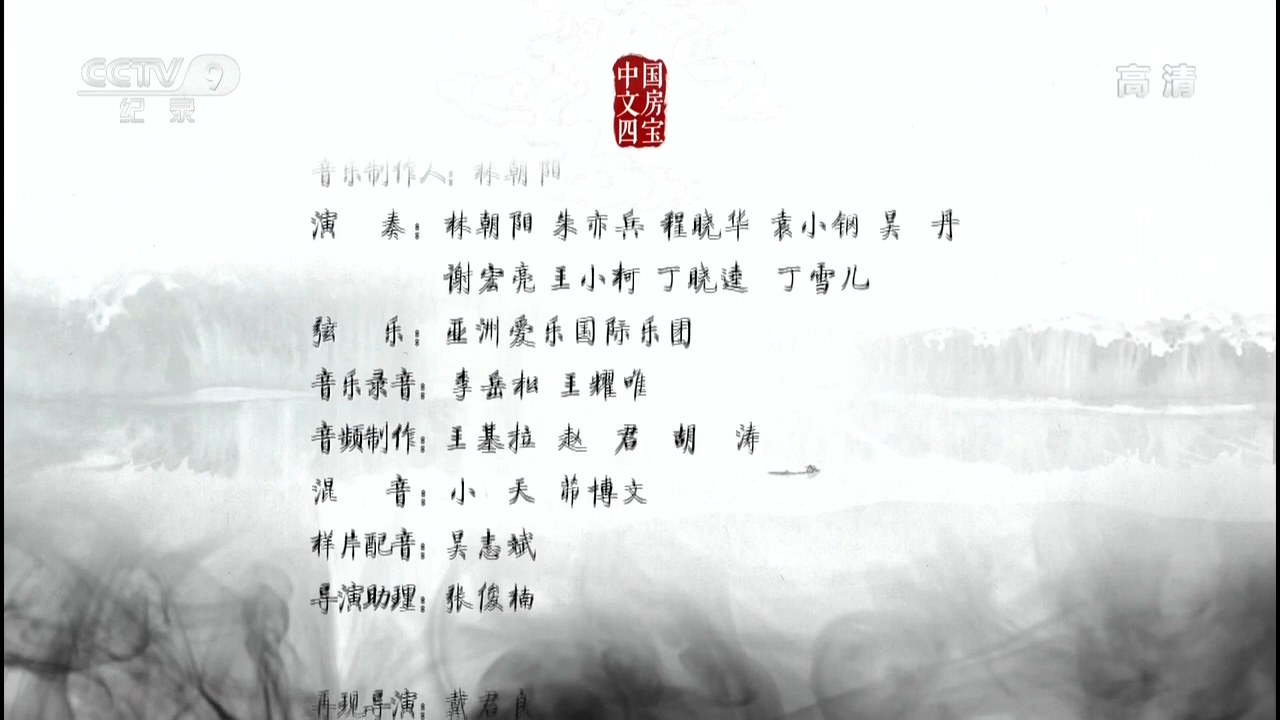 CCTV 9
纪录
高清
中国
文房
四宝
音乐制作人：林朝阳
演 奏：林朝阳 朱亦兵 程晓华 袁小钢 吴 丹
谢宏亮 王小柯 丁晓逵 丁雪儿
弦 乐：亚洲爱乐国际乐团
音乐录音：李岳松 王耀唯
音频制作：王基拉 赵 君 胡 涛
混 音：小 天 茆博文
样片配音：吴志斌
导演助理：张俊楠
再现导演：戴君良